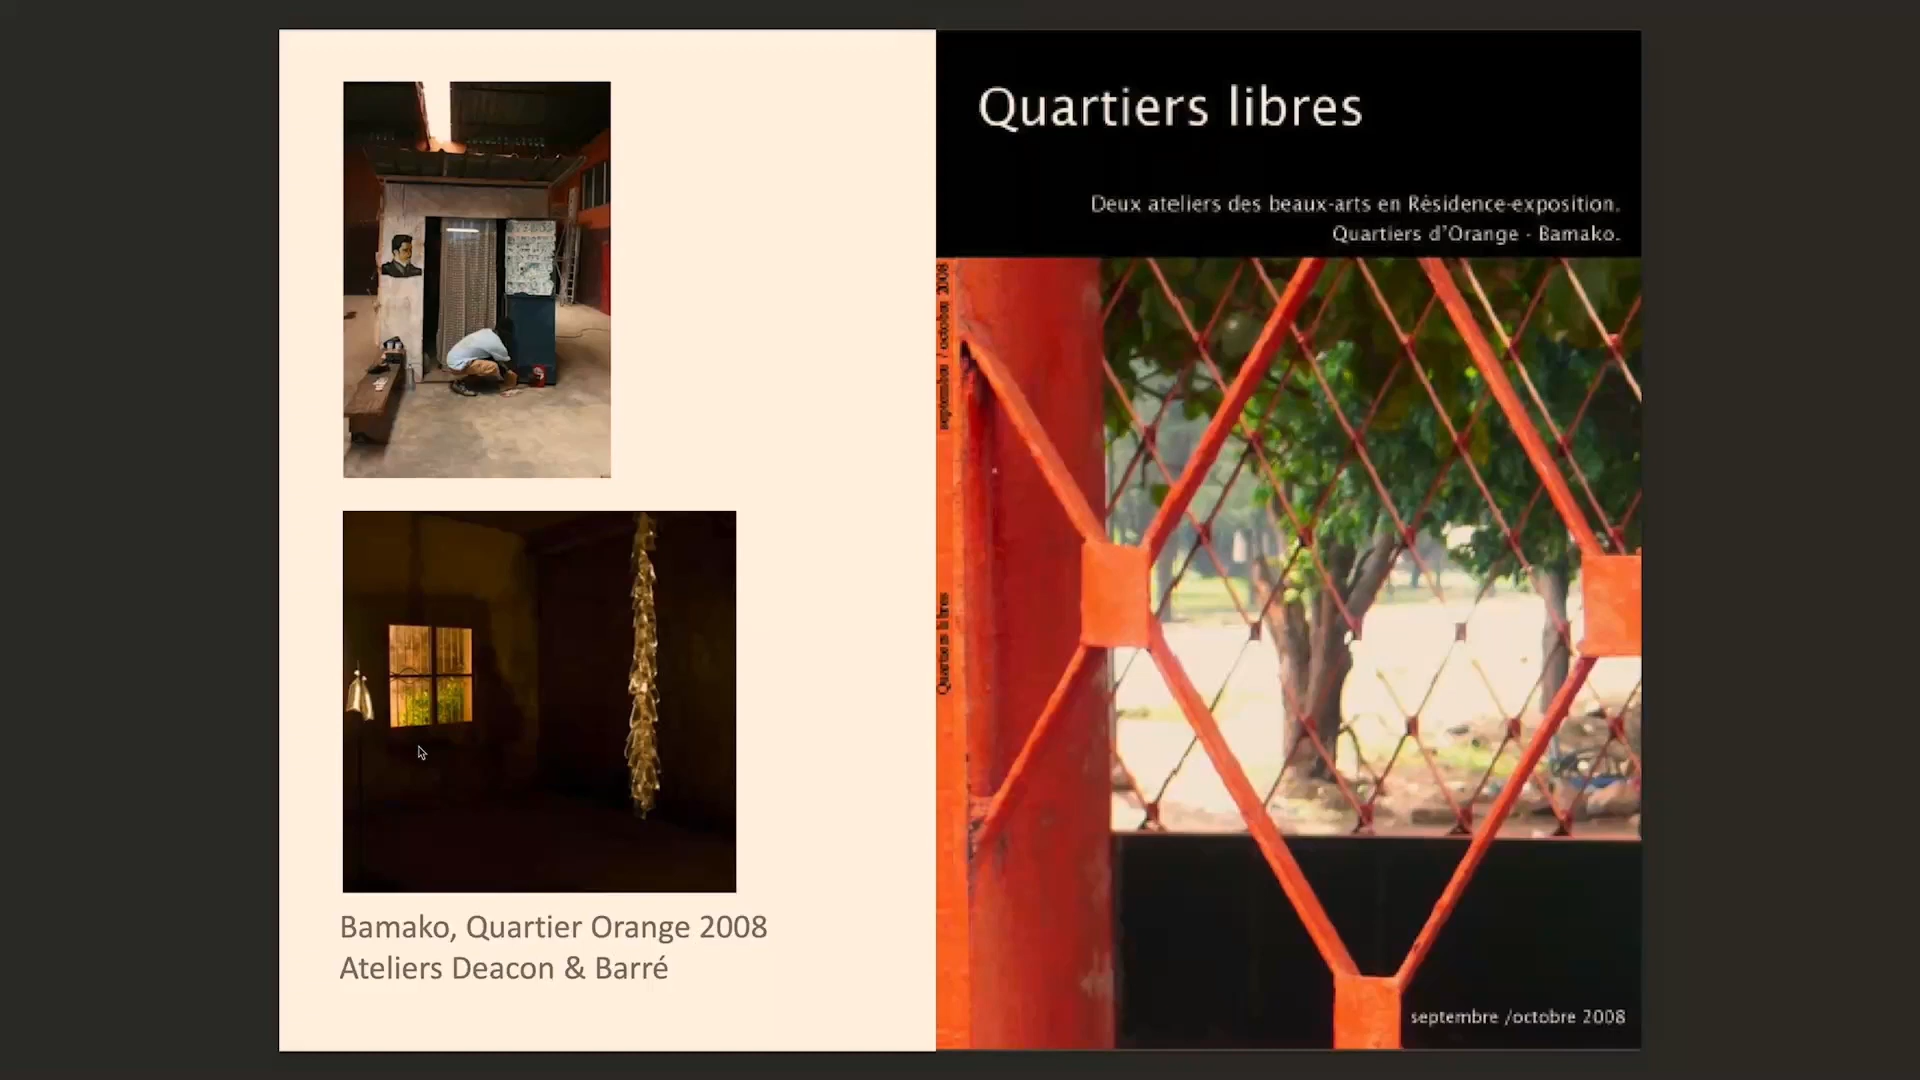 Bamako, Quartier Orange 2008
Ateliers Deacon & Barré
Quartiers libres
Deux ateliers des beaux-arts en Résidence-exposition.
Quartiers d'Orange - Bamako.
septembre / octobre 2008
Quartiers libres
septembre /octobre 2008